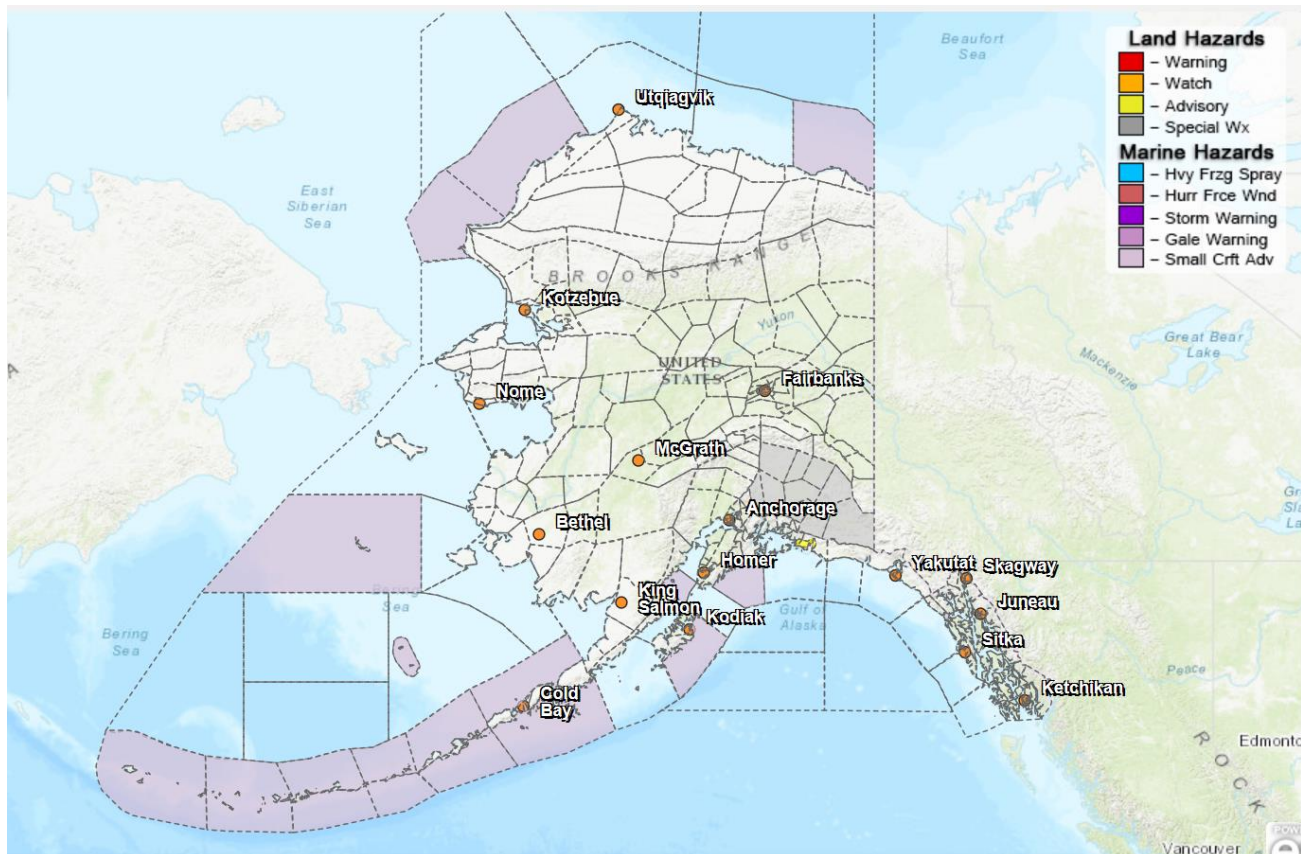 Beaufort
Sea
Land Hazards
– Warning
– Watch
– Advisory
– Special Wx
Marine Hazards
– Hvy Frzg Spray
– Hurr Frce Wnd
– Storm Warning
– Gale Warning
– Small Crft Adv
Utqiagvik
East
Siberian
Sea
BROOKS RANGE
Kotzebue
Yukon
Great Bear
Lake
Mackenzie
UNITED
STATES
Fairbanks
Nome
McGrath
Anchorage
Bethel
Homer
Yakutat
Skagway
King
Salmon
Kodiak
Gulf of
Alaska
Juneau
Bering
Sea
Sea
Sitka
Peace
Cold
Bay
Ketchikan
ROCK
Edmonto
Vancouver
POW